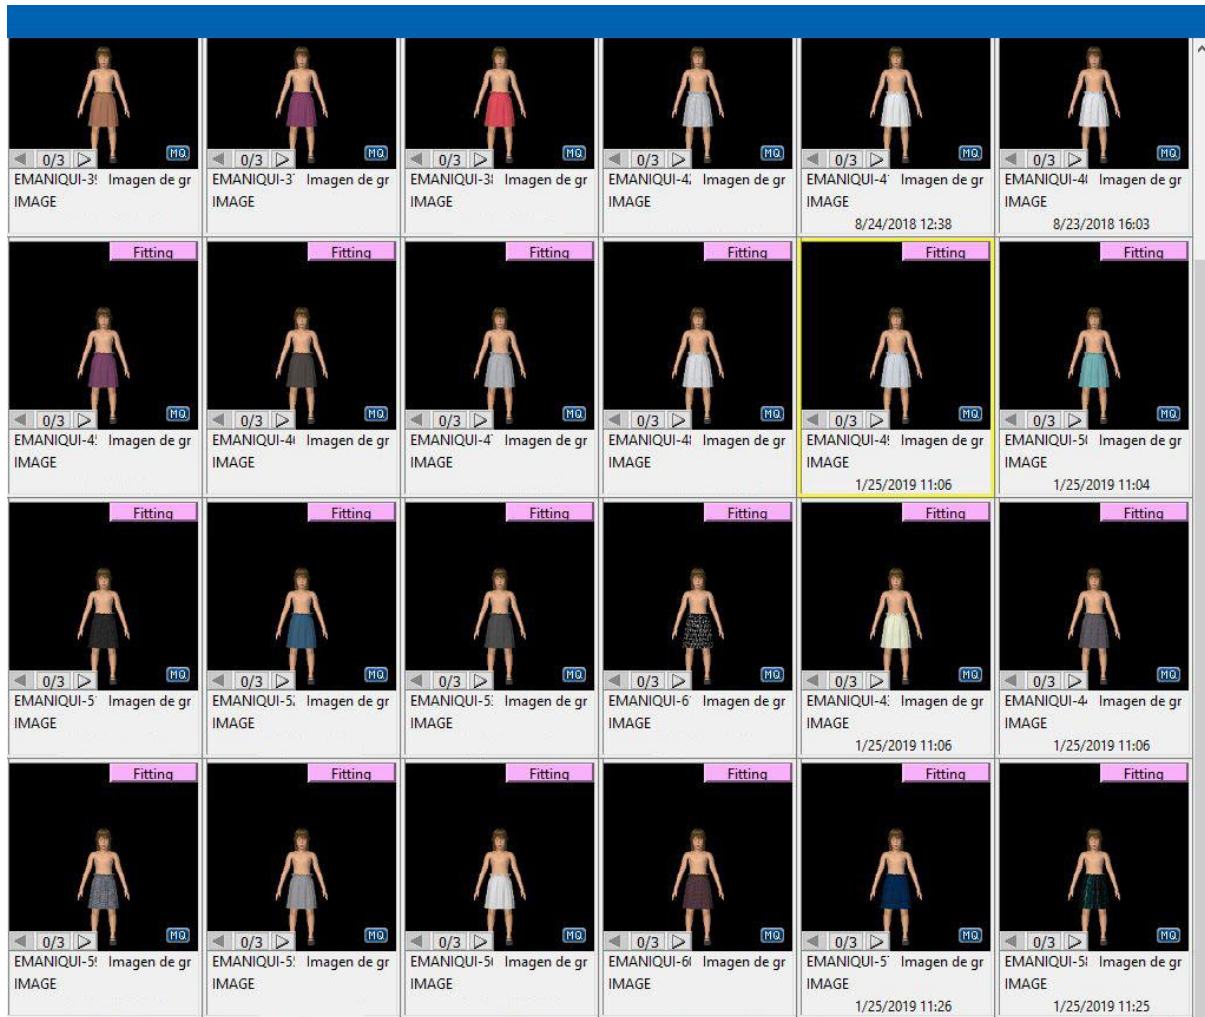 0/3 MQ 0/3 MQ 0/3 MQ 0/3 MQ 0/3 MQ 0/3 MQ
EMANIQUI-3 Imagen de gr EMANIQUI-3 Imagen de gr EMANIQUI-3 Imagen de gr EMANIQUI-4 Imagen de gr EMANIQUI-4 Imagen de gr EMANIQUI-4 Imagen de gr
IMAGE IMAGE IMAGE IMAGE IMAGE IMAGE
8/24/2018 12:38 8/23/2018 16:03
Fitting Fitting Fitting Fitting Fitting Fitting
0/3 MQ 0/3 MQ 0/3 MQ 0/3 MQ 0/3 MQ 0/3 MQ
EMANIQUI-4 Imagen de gr EMANIQUI-4 Imagen de gr EMANIQUI-4 Imagen de gr EMANIQUI-4 Imagen de gr EMANIQUI-4 Imagen de gr EMANIQUI-5 Imagen de gr
IMAGE IMAGE IMAGE IMAGE IMAGE IMAGE
1/25/2019 11:06 1/25/2019 11:04
Fitting Fitting Fitting Fitting Fitting Fitting
0/3 MQ 0/3 MQ 0/3 MQ 0/3 MQ 0/3 MQ 0/3 MQ
EMANIQUI-5 Imagen de gr EMANIQUI-5 Imagen de gr EMANIQUI-5 Imagen de gr EMANIQUI-6 Imagen de gr EMANIQUI-4 Imagen de gr EMANIQUI-4 Imagen de gr
IMAGE IMAGE IMAGE IMAGE IMAGE IMAGE
1/25/2019 11:06 1/25/2019 11:06
Fitting Fitting Fitting Fitting Fitting Fitting
0/3 MQ 0/3 MQ 0/3 MQ 0/3 MQ 0/3 MQ 0/3 MQ
EMANIQUI-5 Imagen de gr EMANIQUI-5 Imagen de gr EMANIQUI-5 Imagen de gr EMANIQUI-6 Imagen de gr EMANIQUI-5 Imagen de gr EMANIQUI-5 Imagen de gr
IMAGE IMAGE IMAGE IMAGE IMAGE IMAGE
1/25/2019 11:26 1/25/2019 11:25